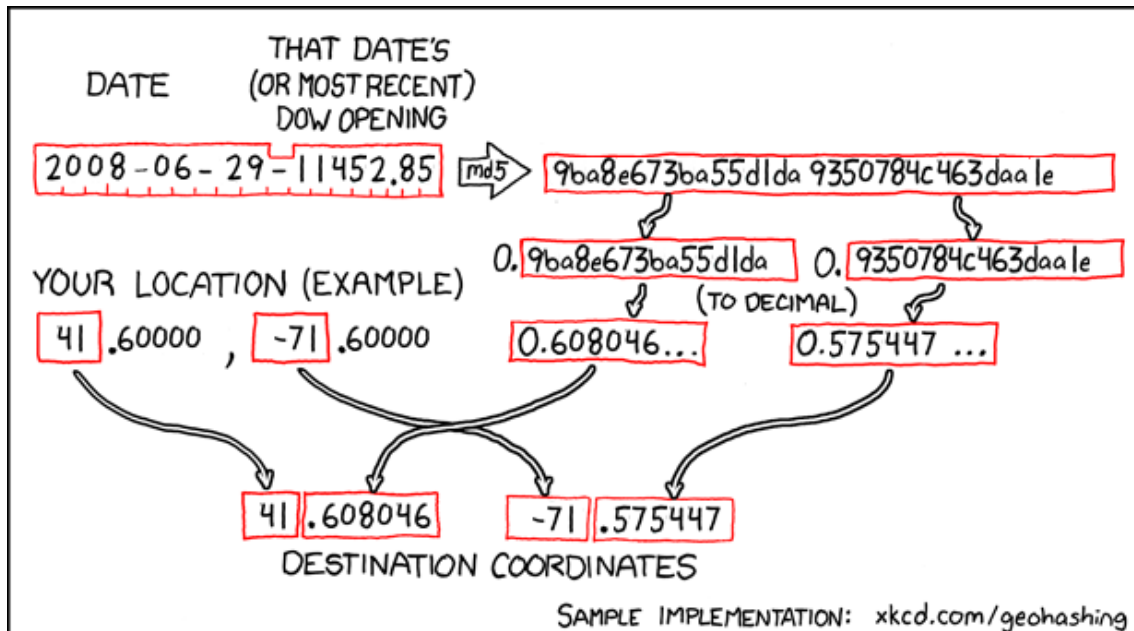 DATE
THAT DATE'S
(OR MOST RECENT)
DOW OPENING
2008-06-29-11452.85
md5
9ba8e673ba55d1da 9350784c463daa1e
0.9ba8e673ba55d1da
0.9350784c463daa1e
(TO DECIMAL)
YOUR LOCATION (EXAMPLE)
41.60000, -71.60000
0.608046...
0.575447 ...
41.608046
-71.575447
DESTINATION COORDINATES
SAMPLE IMPLEMENTATION: xkcd.com/geohashing